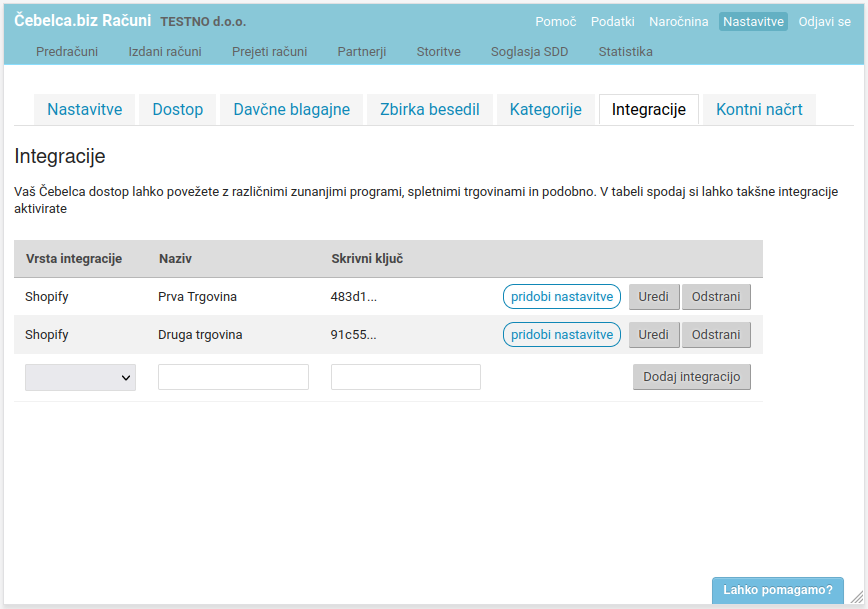 Čebelca.biz Računi TESTNO d.o.o. Pomoč Podatki Naročnina Nastavitve Odjavi se
Predračuni Izdani računi Prejeti računi Partnerji Storitve Soglasja SDD Statistika
Nastavitve Dostop Davčne blagajne Zbirka besedil Kategorije Integracije Kontni načrt
Integracije
Vaš Čebelca dostop lahko povežete z različnimi zunanjimi programi, spletnimi trgovinami in podobno. V tabeli spodaj si lahko takšne integracije
aktivirate
Vrsta integracije Naziv Skrivni ključ
Shopify Prva Trgovina 483d1... pridobi nastavitve Uredi Odstrani
Shopify Druga trgovina 91c55... pridobi nastavitve Uredi Odstrani
Dodaj integracijo
Lahko pomagamo?